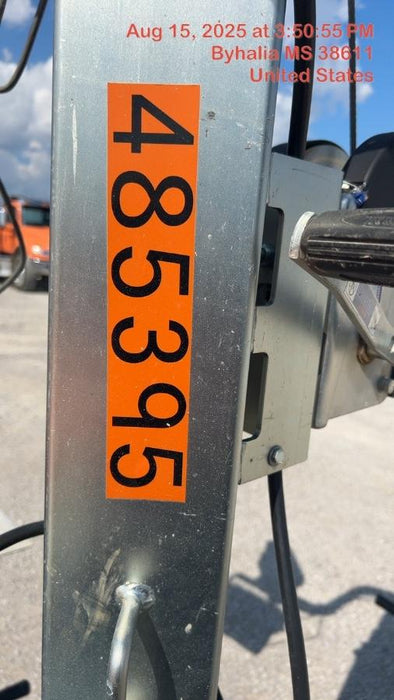 Aug 15, 2025 at 3:50:55 PM
Byhalia MS 38611
United States
485395